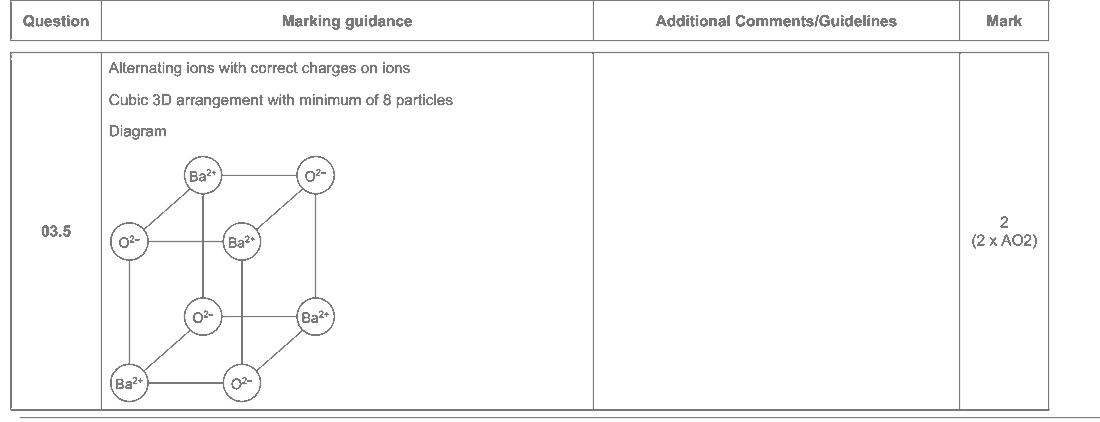 Question Marking guidance Additional Comments/Guidelines Mark
Alternating ions with correct charges on ions
Cubic 3D arrangement with minimum of 8 particles
Diagram
Ba²⁺ O²⁻
03.5
O²⁻ Ba²⁺
2
(2 x AO2)
O²⁻ Ba²⁺
Ba²⁺ O²⁻